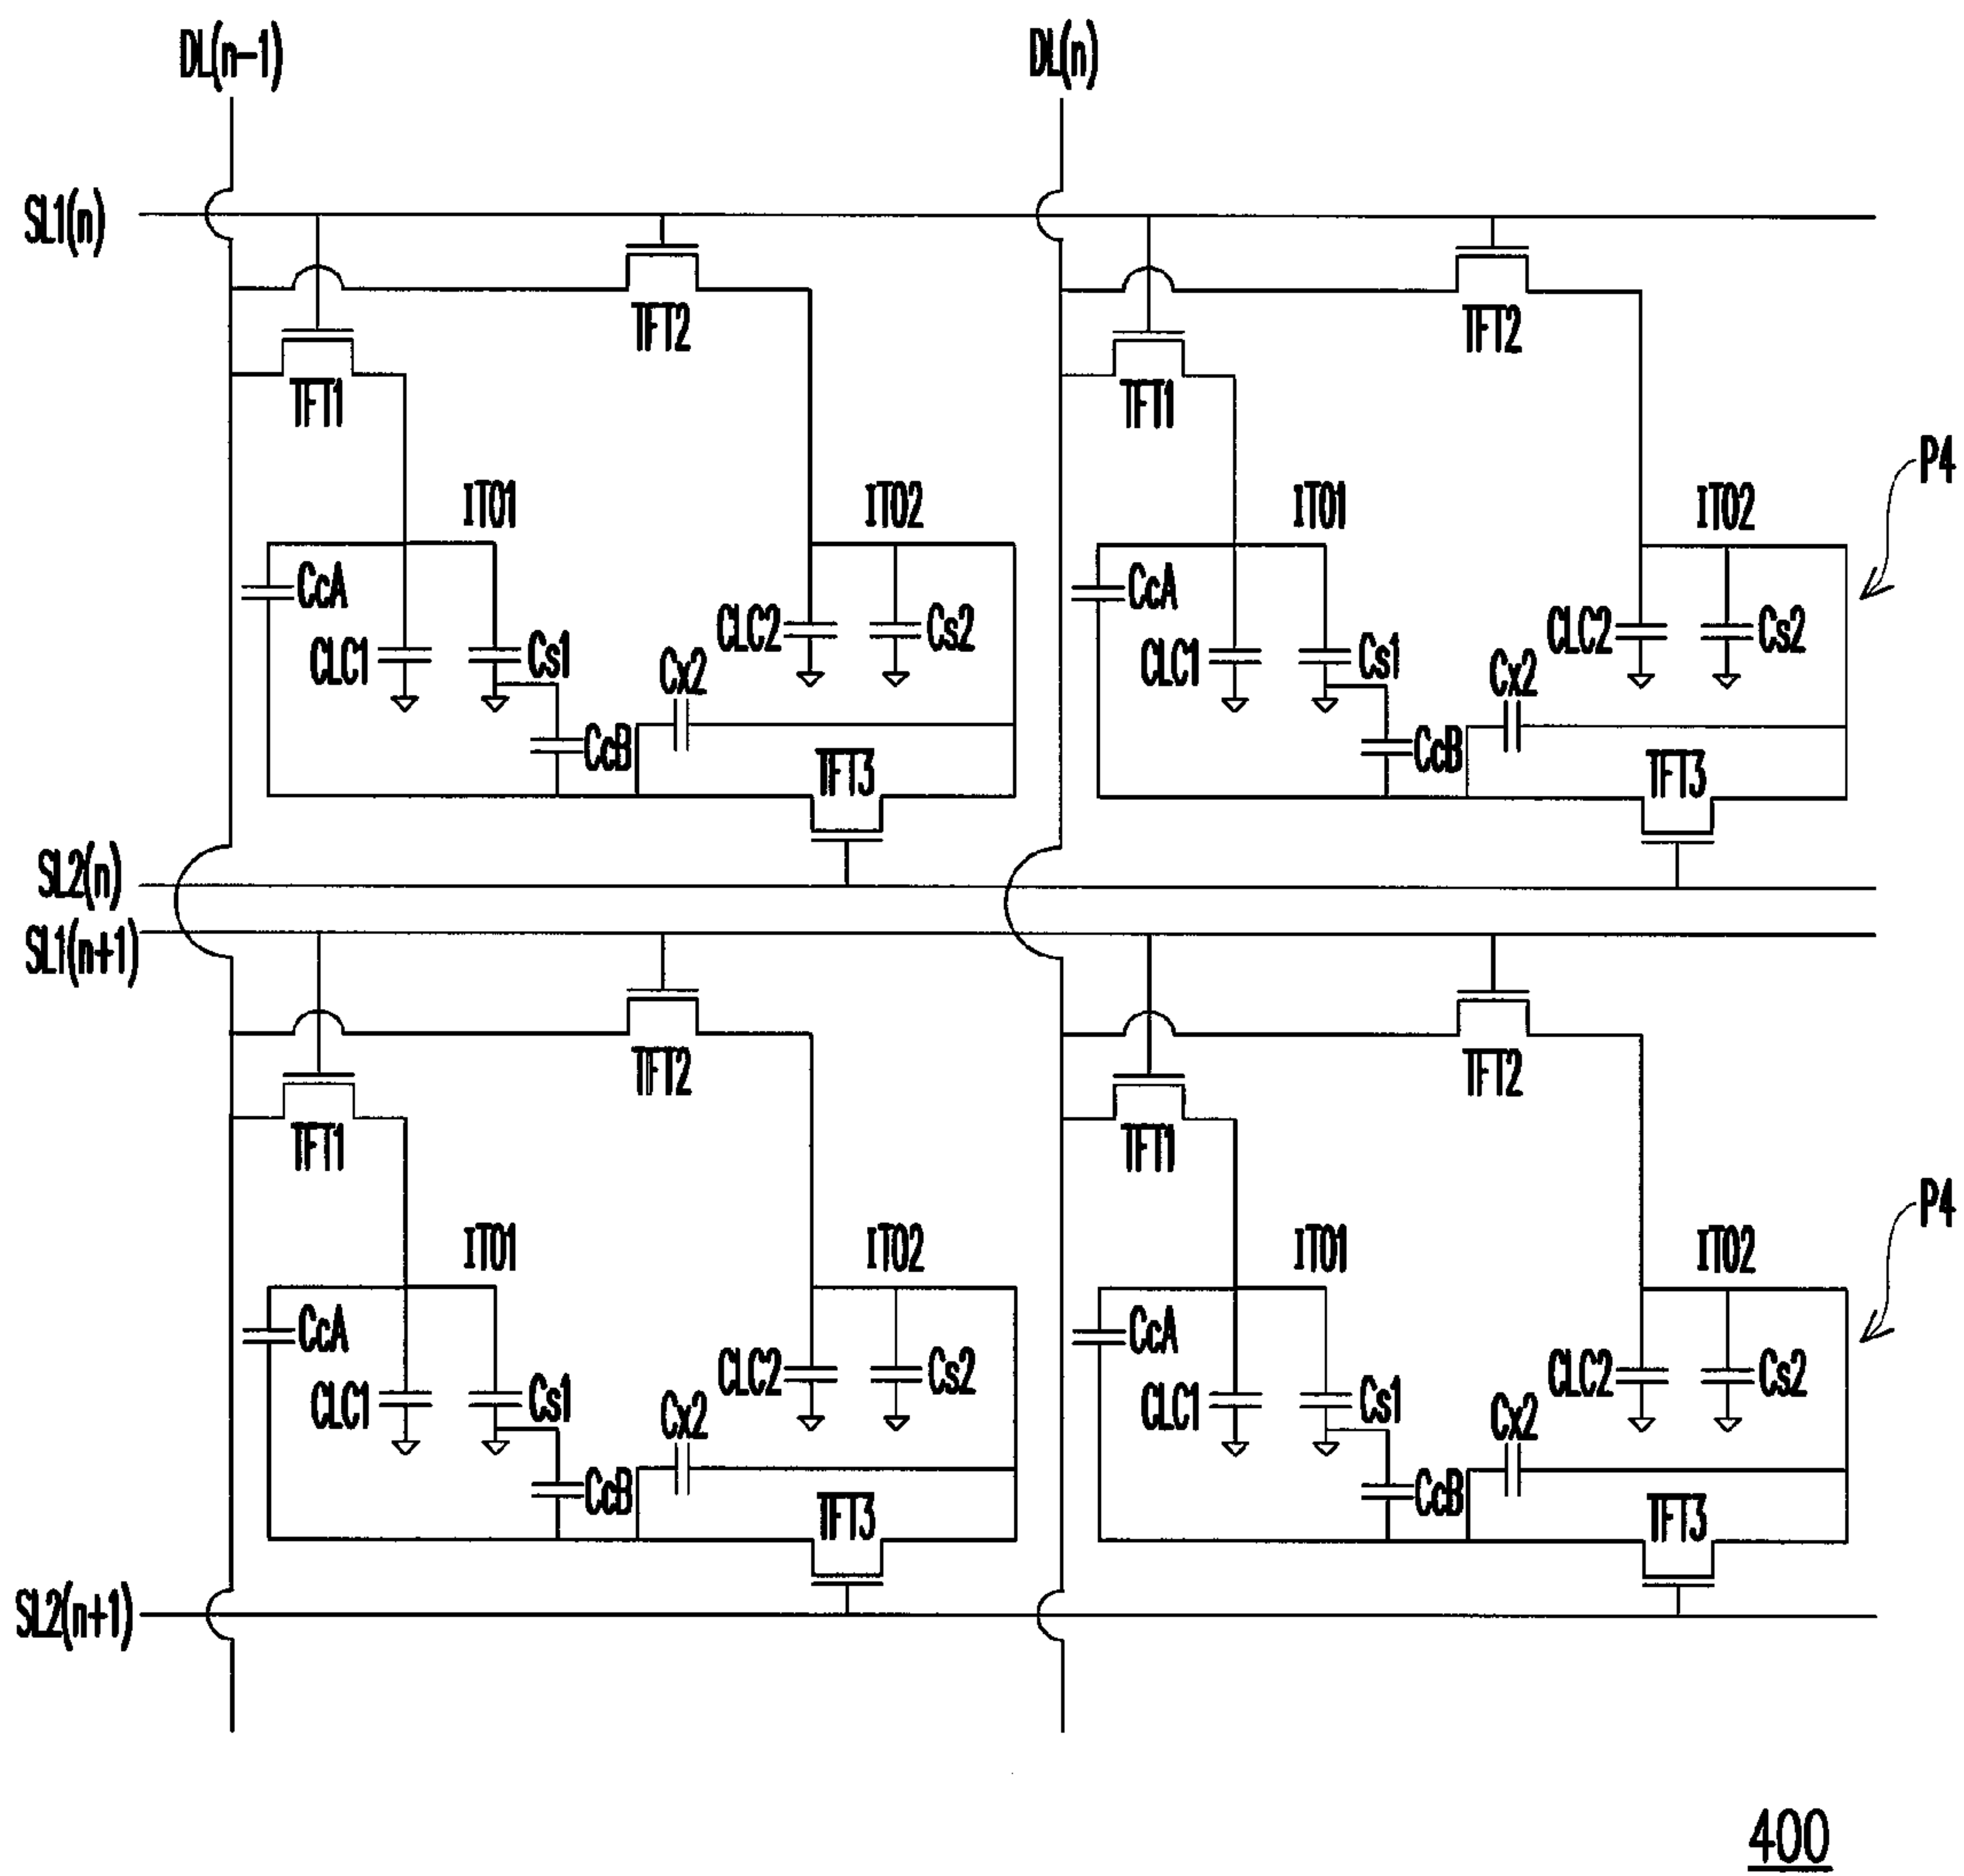 DL(n-1) DL(n)
SL1(n)
TFT2 TFT2
TFT1 TFT1
P4
ITO1 ITO2 ITO1 ITO2
CcA CcA
CLC1 Cs1 Cx2 CLC2 Cs2 CLC1 Cs1 Cx2 CLC2 Cs2
CcB TFT3 CcB TFT3
SL2(n)
SL1(n+1)
TFT2 TFT2
TFT1 TFT1
P4
ITO1 ITO2 ITO1 ITO2
CcA CcA
CLC1 Cs1 Cx2 CLC2 Cs2 CLC1 Cs1 Cx2 CLC2 Cs2
CcB TFT3 CcB TFT3
SL2(n+1)
400